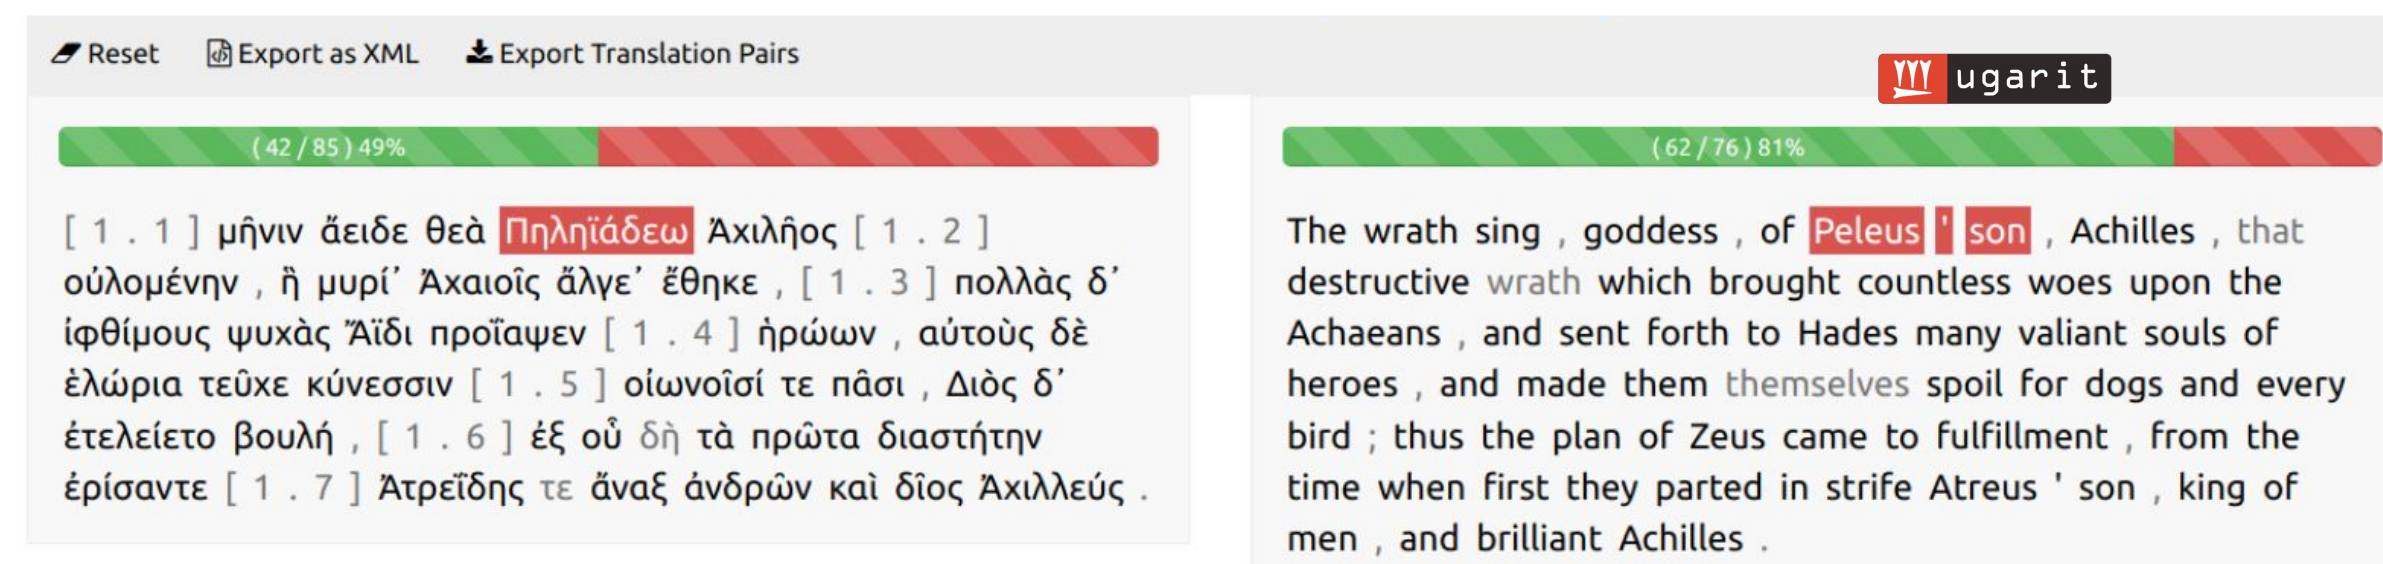 Reset Export as XML Export Translation Pairs
ugarit
( 42 / 85 ) 49%
[ 1 . 1 ] μῆνιν ἄειδε θεὰ Πηληϊάδεω Ἀχιλῆος [ 1 . 2 ]
οὐλομένην , ἣ μυρί᾽ Ἀχαιοῖς ἄλγε᾽ ἔθηκε , [ 1 . 3 ] πολλὰς δ᾽
ἰφθίμους ψυχὰς Ἄϊδι προΐαψεν [ 1 . 4 ] ἡρώων , αὐτοὺς δὲ
ἑλώρια τεῦχε κύνεσσιν [ 1 . 5 ] οἰωνοῖσί τε πᾶσι , Διὸς δ᾽
ἐτελείετο βουλή , [ 1 . 6 ] ἐξ οὗ δὴ τὰ πρῶτα διαστήτην
ἐρίσαντε [ 1 . 7 ] Ἀτρεΐδης τε ἄναξ ἀνδρῶν καὶ δῖος Ἀχιλλεύς .
( 62 / 76 ) 81%
The wrath sing , goddess , of Peleus ' son , Achilles , that
destructive wrath which brought countless woes upon the
Achaeans , and sent forth to Hades many valiant souls of
heroes , and made them themselves spoil for dogs and every
bird ; thus the plan of Zeus came to fulfillment , from the
time when first they parted in strife Atreus ' son , king of
men , and brilliant Achilles .